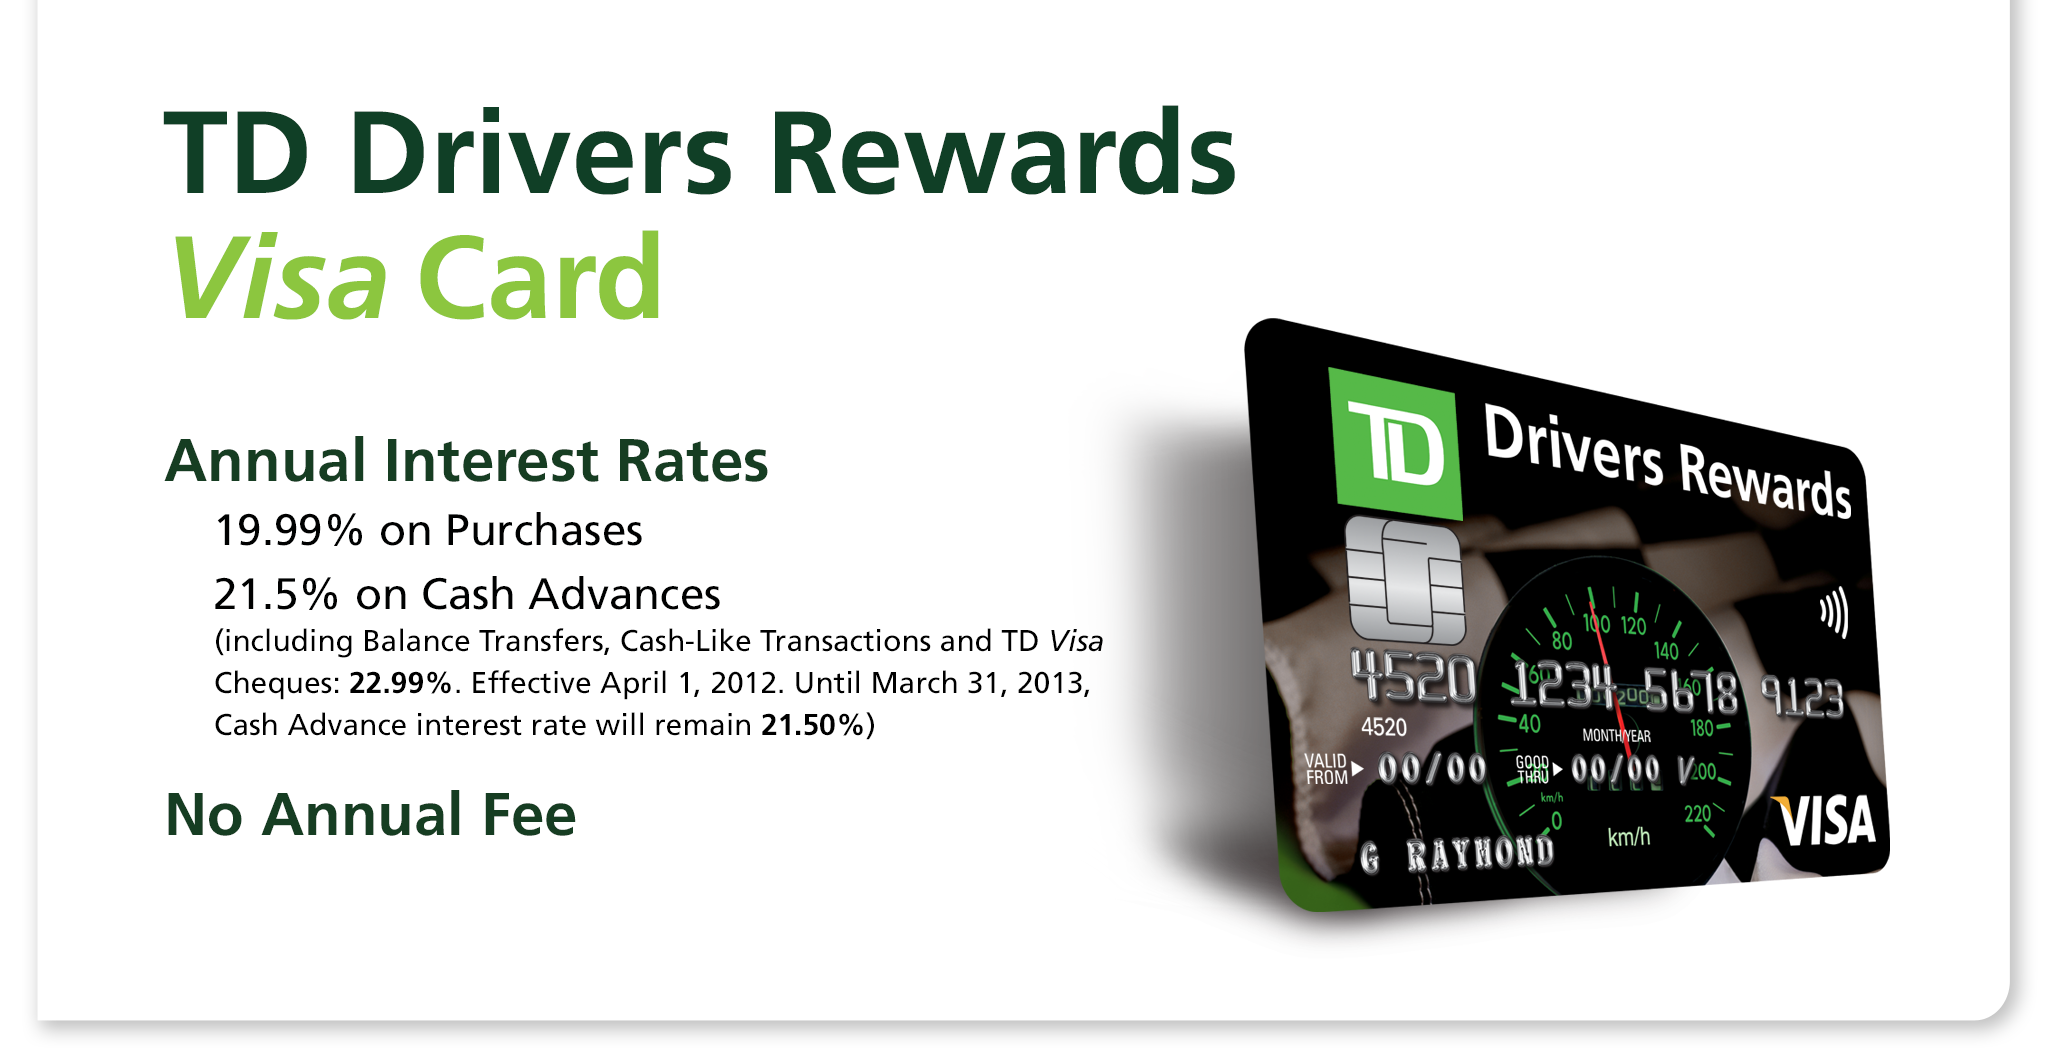 TD Drivers Rewards
Visa Card
Annual Interest Rates
19.99% on Purchases
21.5% on Cash Advances
(including Balance Transfers, Cash-Like Transactions and TD Visa
Cheques: 22.99%. Effective April 1, 2012. Until March 31, 2013,
Cash Advance interest rate will remain 21.50%)
No Annual Fee
TD Drivers Rewards
80 100 120 140
60 160
4520 1234 5678 9123
4520
40 180
MONTH/YEAR
VALID FROM 00/00 GOOD THRU 00/00 V
200
km/h
0 220
km/h
VISA
G RAYMOND